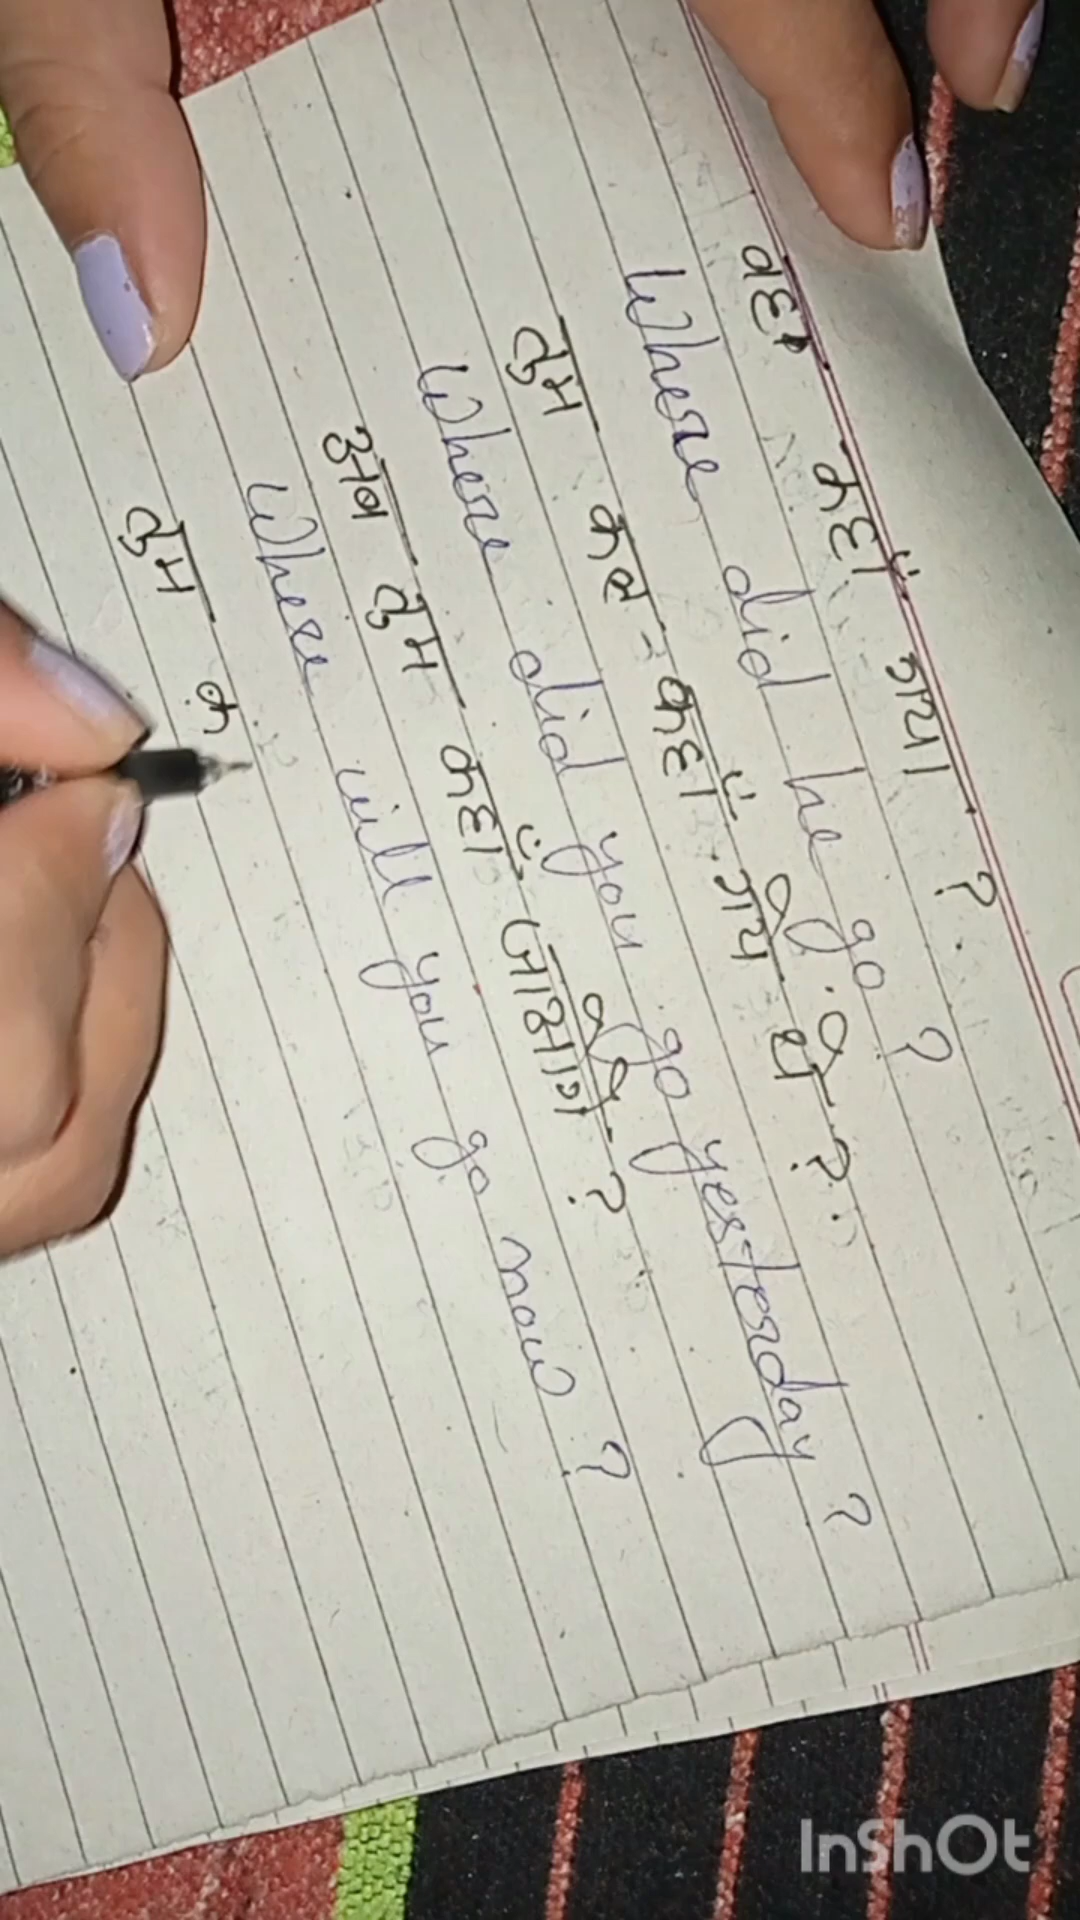 वह कहाँ गया ?
Where did he go ?
तुम कल कहाँ गये थे ?
Where did you go yesterday ?
अब तुम कहाँ जाओगे ?
Where will you go now ?
तुम क
InShOt